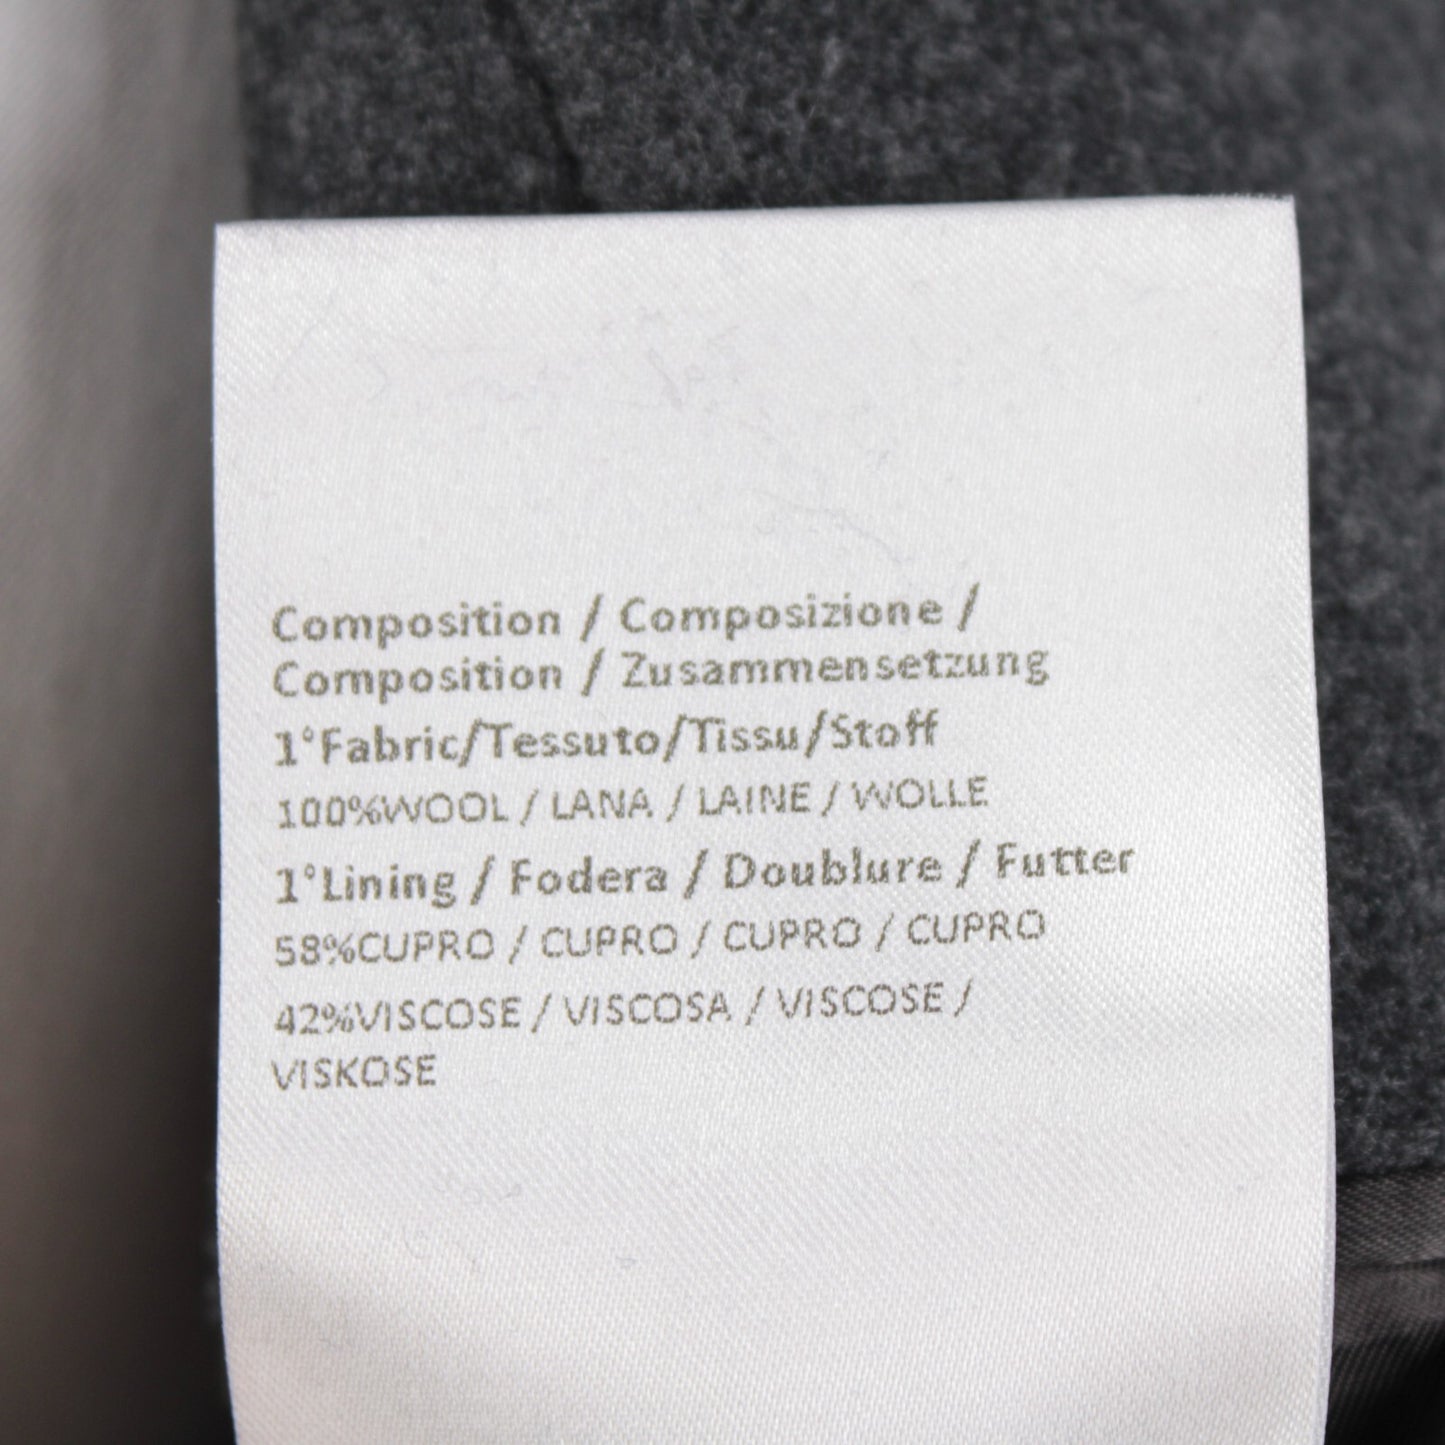 Composition / Composizione /
Composition / Zusammensetzung
1°Fabric/Tessuto/Tissu/Stoff
100%WOOL / LANA / LAINE / WOLLE
1°Lining / Fodera / Doublure / Futter
58%CUPRO / CUPRO / CUPRO / CUPRO
42%VISCOSE / VISCOSA / VISCOSE /
VISKOSE